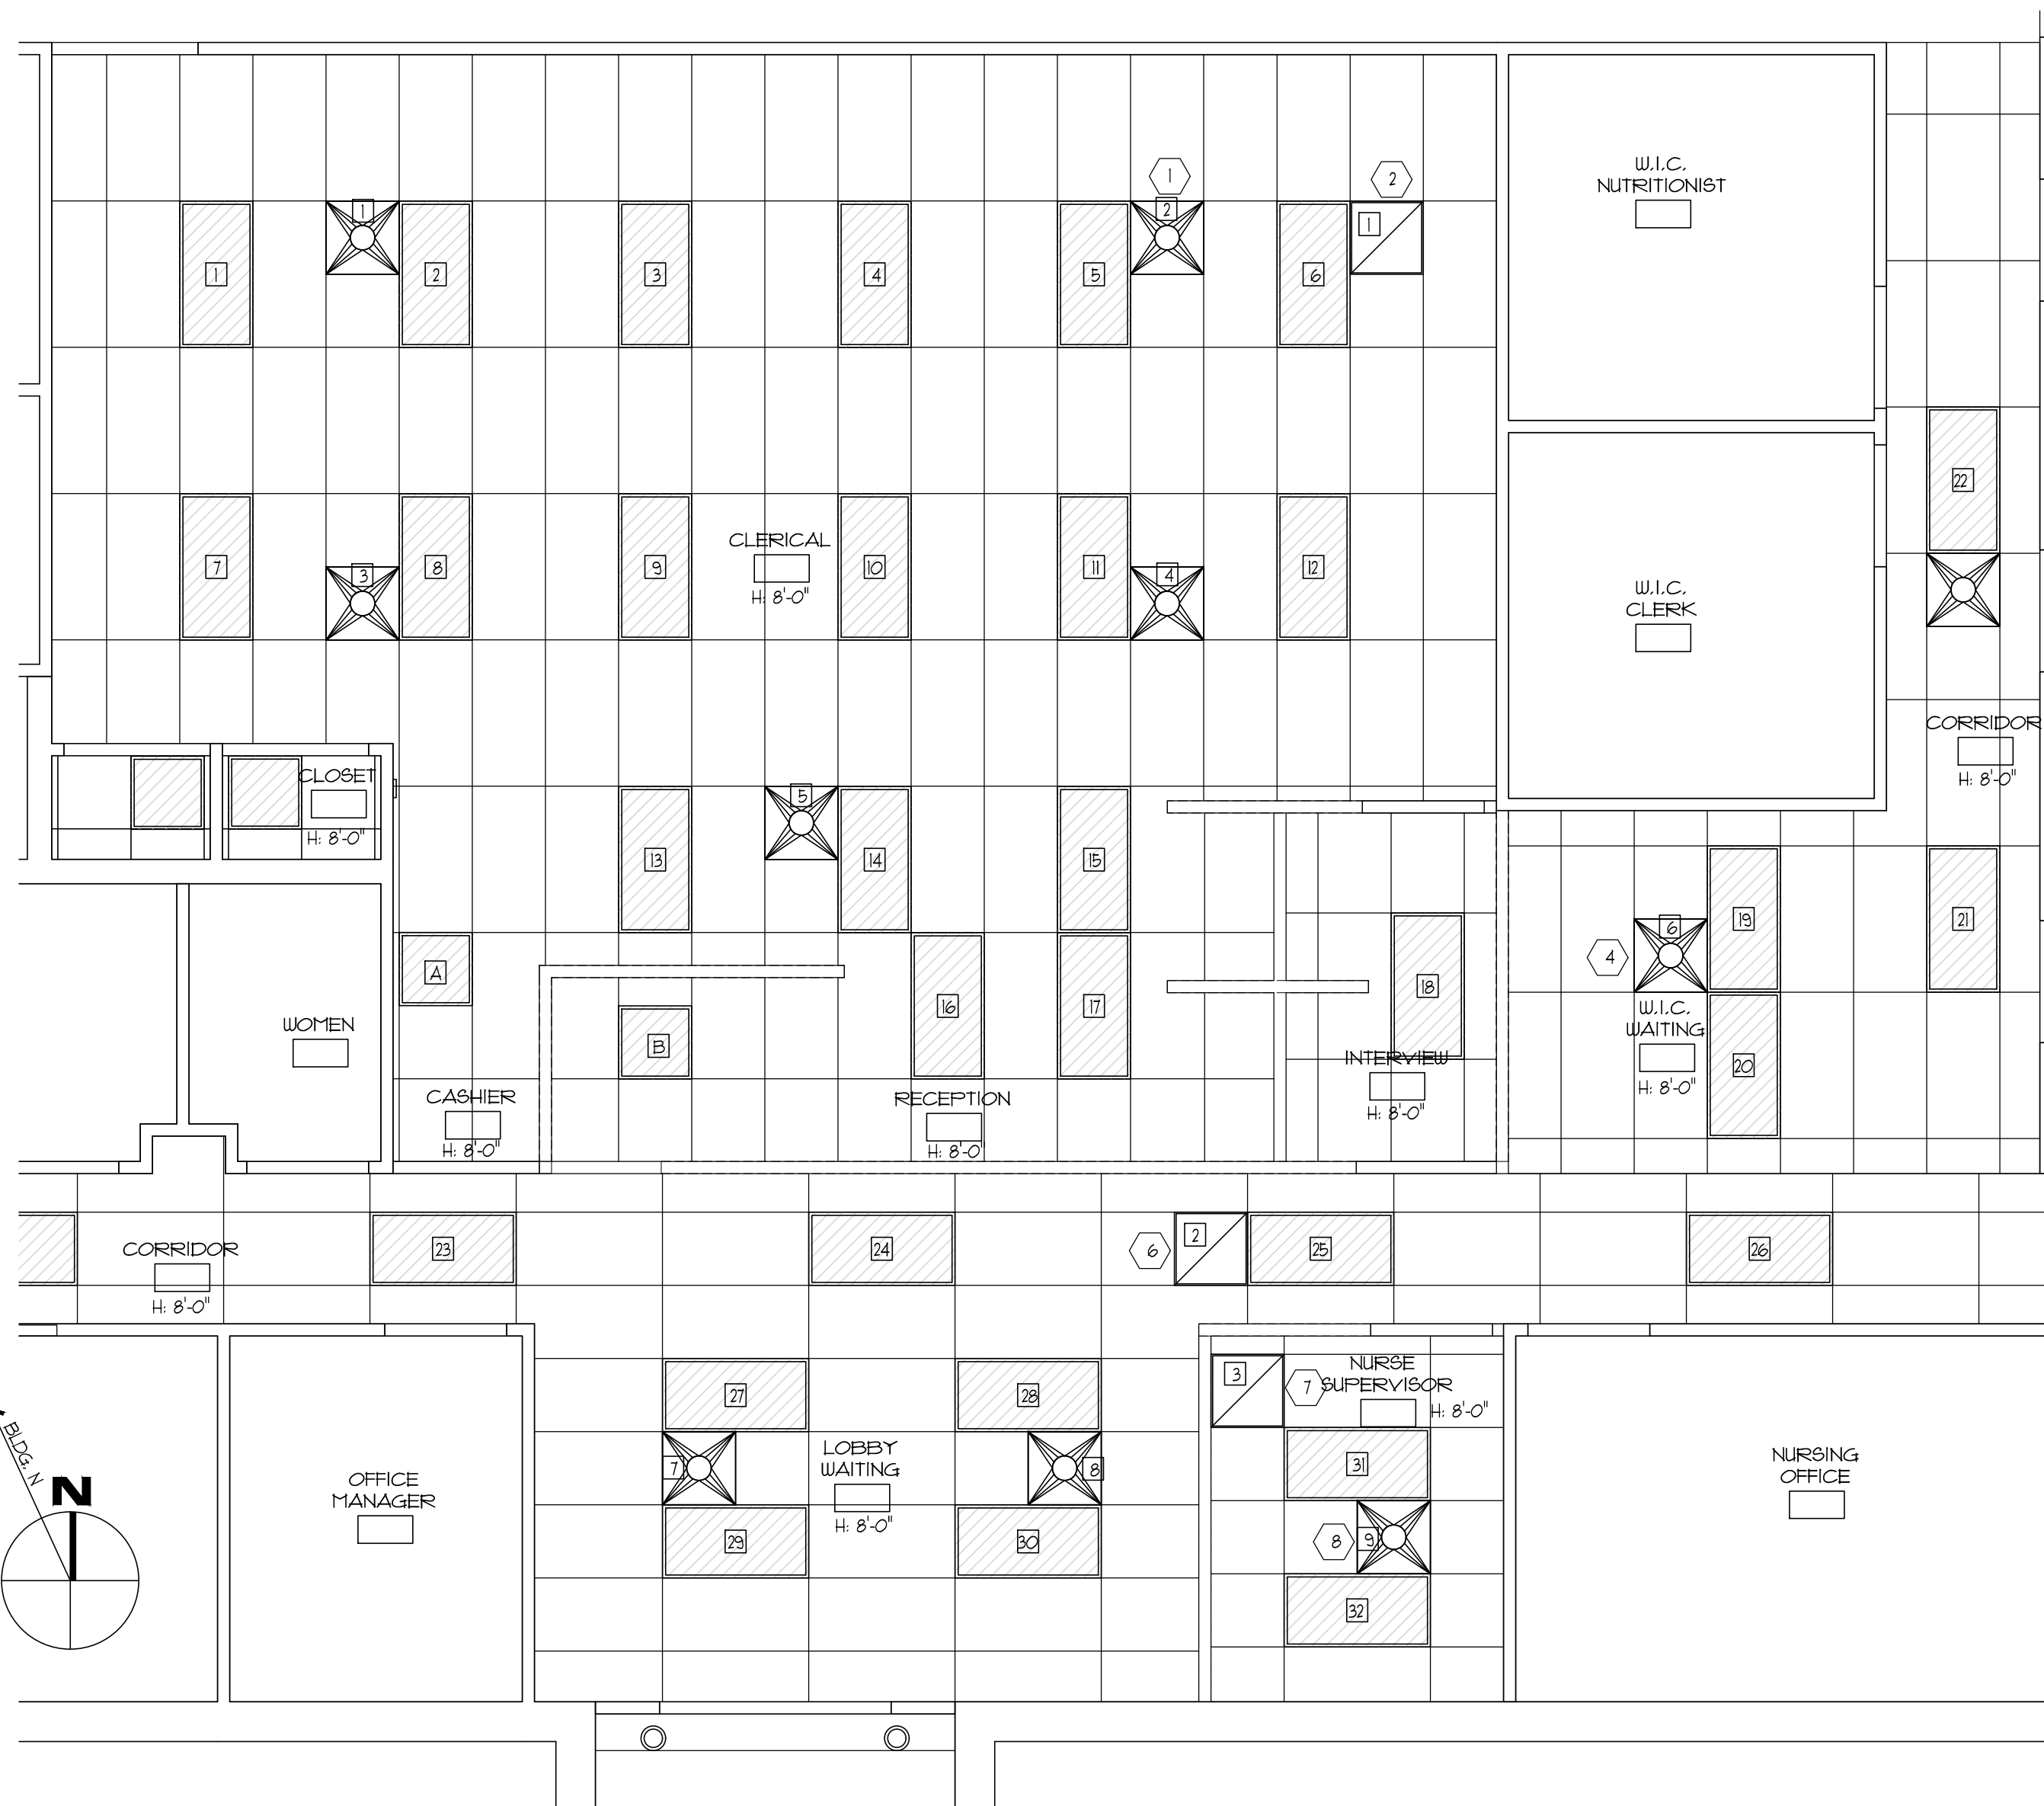 W.I.C.
NUTRITIONIST
1
2
1
2
1
1
2
3
4
5
6
22
7
3
8
9
CLERICAL
H: 8'-0"
10
11
4
12
W.I.C.
CLERK
CORRIDOR
H: 8'-0"
CLOSET
H: 8'-0"
5
13
14
15
6
19
21
4
A
B
16
17
18
W.I.C.
WAITING
H: 8'-0"
20
WOMEN
INTERVIEW
H: 8'-0"
CASHIER
H: 8'-0"
RECEPTION
H: 8'-0"
CORRIDOR
H: 8'-0"
23
24
6
2
25
26
27
28
3
7
NURSE
SUPERVISOR
H: 8'-0"
BLDG. N
N
OFFICE
MANAGER
7
LOBBY
WAITING
H: 8'-0"
8
31
NURSING
OFFICE
29
30
8
9
32